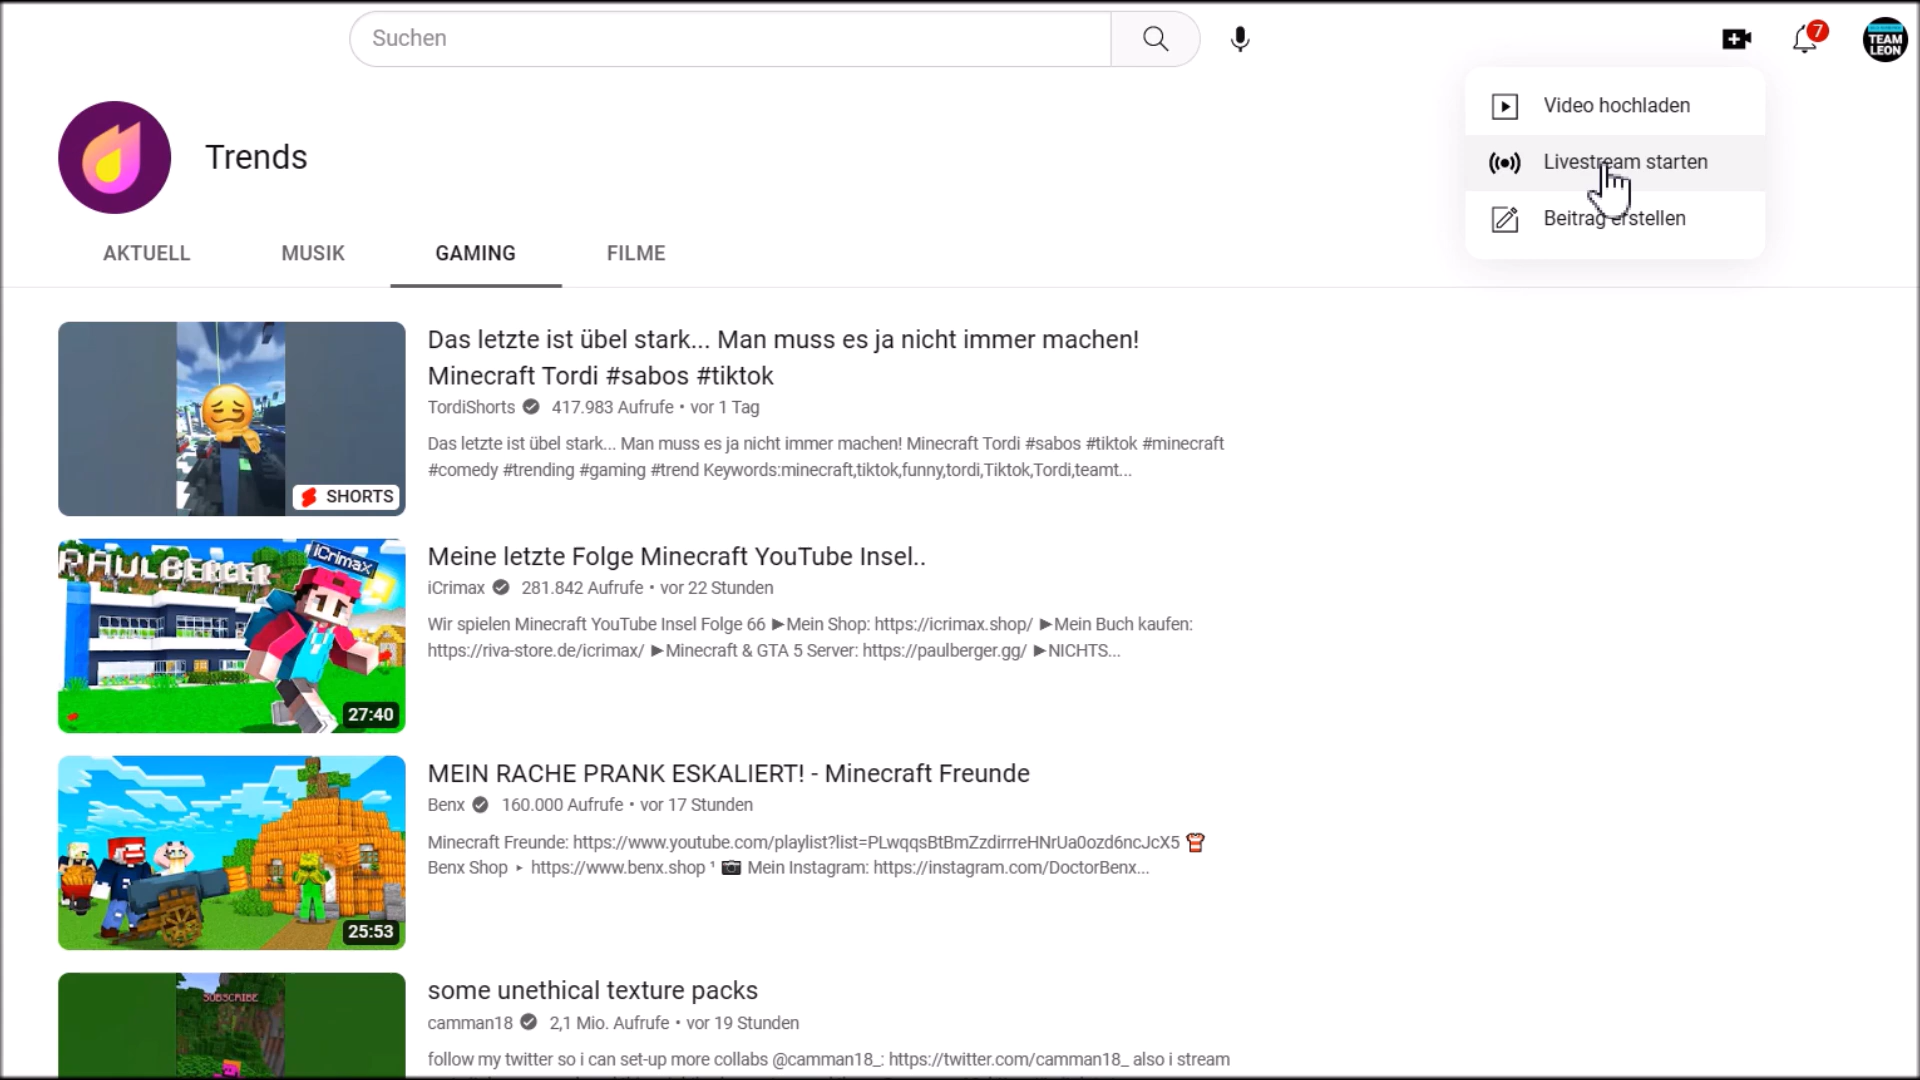 Suchen
7
TEAM
LEON
Video hochladen
Livestream starten
Beitrag erstellen
Trends
AKTUELL
MUSIK
GAMING
FILME
Das letzte ist übel stark... Man muss es ja nicht immer machen!
Minecraft Tordi #sabos #tiktok
TordiShorts 417.983 Aufrufe • vor 1 Tag
Das letzte ist übel stark... Man muss es ja nicht immer machen! Minecraft Tordi #sabos #tiktok #minecraft
#comedy #trending #gaming #trend Keywords:minecraft,tiktok,funny,tordi,Tiktok,Tordi,teamt...
SHORTS
PAULBERGER
iCrimax
27:40
Meine letzte Folge Minecraft YouTube Insel..
iCrimax 281.842 Aufrufe • vor 22 Stunden
Wir spielen Minecraft YouTube Insel Folge 66 ►Mein Shop: https://icrimax.shop/ ►Mein Buch kaufen:
https://riva-store.de/icrimax/ ►Minecraft & GTA 5 Server: https://paulberger.gg/ ►NICHTS...
25:53
MEIN RACHE PRANK ESKALIERT! - Minecraft Freunde
Benx 160.000 Aufrufe • vor 17 Stunden
Minecraft Freunde: https://www.youtube.com/playlist?list=PLwqqsBtBmZzdirrreHNrUa0ozd6ncJcX5
Benx Shop ▸ https://www.benx.shop ¹ 📷 Mein Instagram: https://instagram.com/DoctorBenx...
SUBSCRIBE
some unethical texture packs
camman18 2,1 Mio. Aufrufe • vor 19 Stunden
follow my twitter so i can set-up more collabs @camman18_: https://twitter.com/camman18_ also i stream